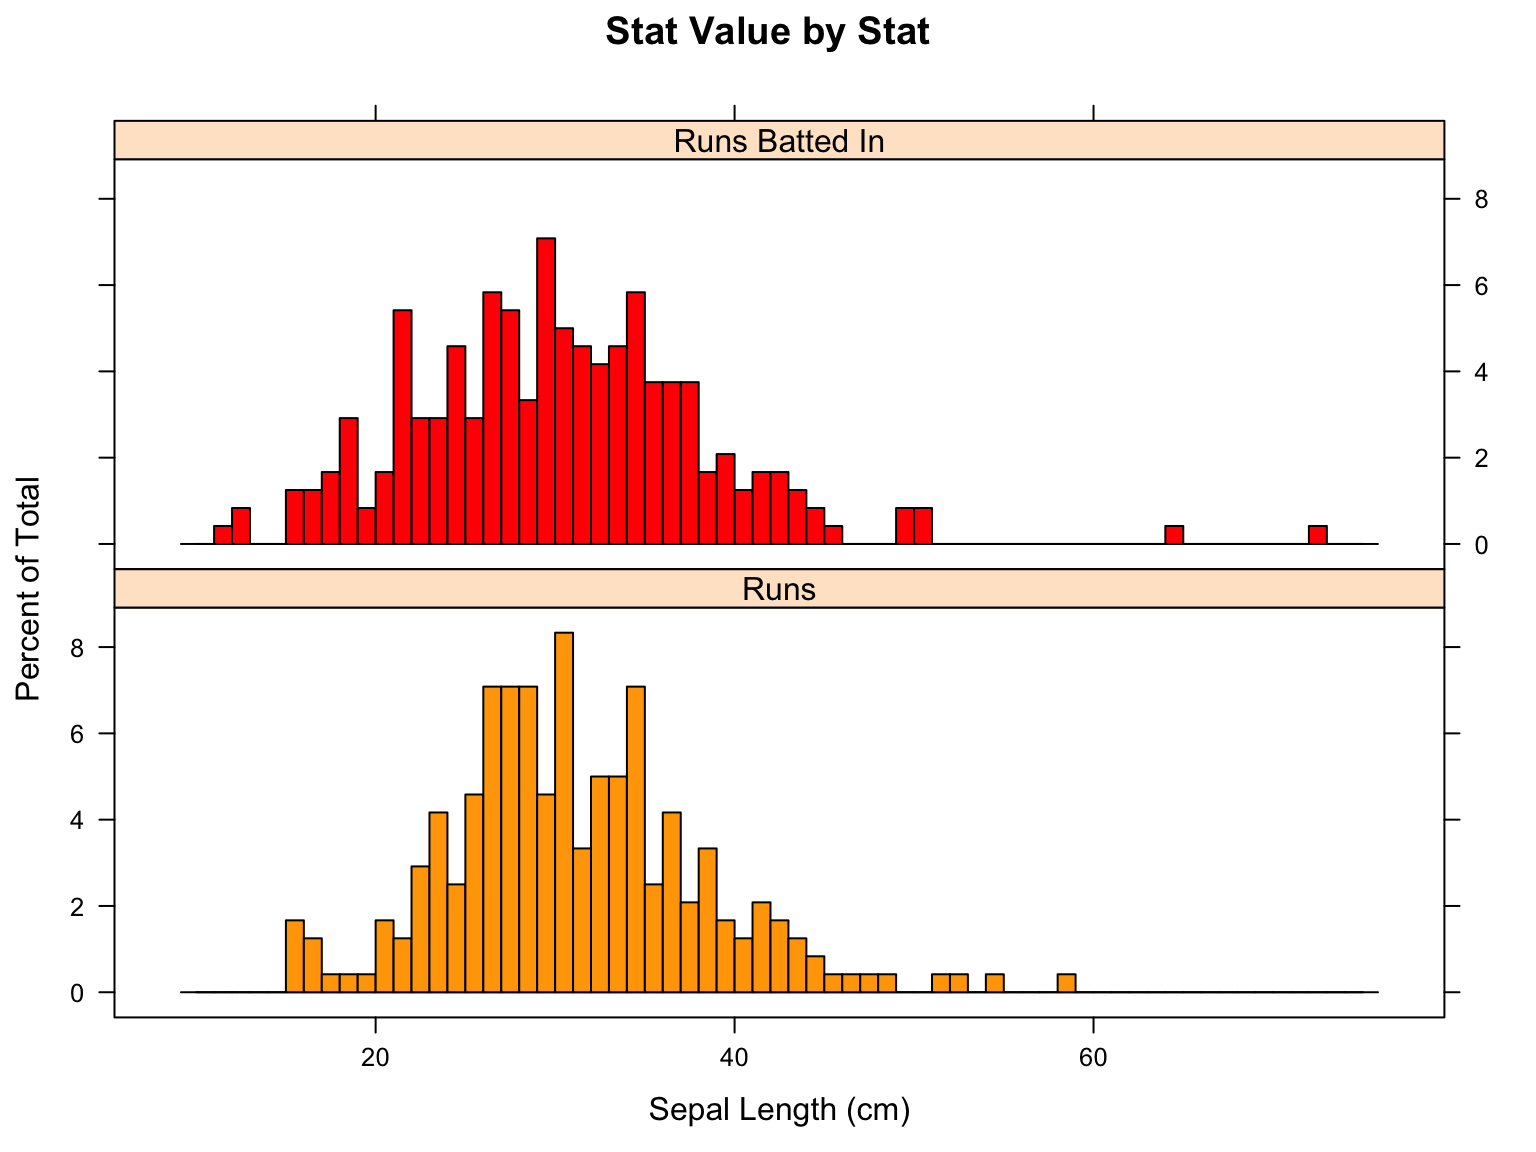 Stat Value by Stat
Runs Batted In
8
6
4
2
0
Percent of Total
Runs
8
6
4
2
0
20 40 60
Sepal Length (cm)